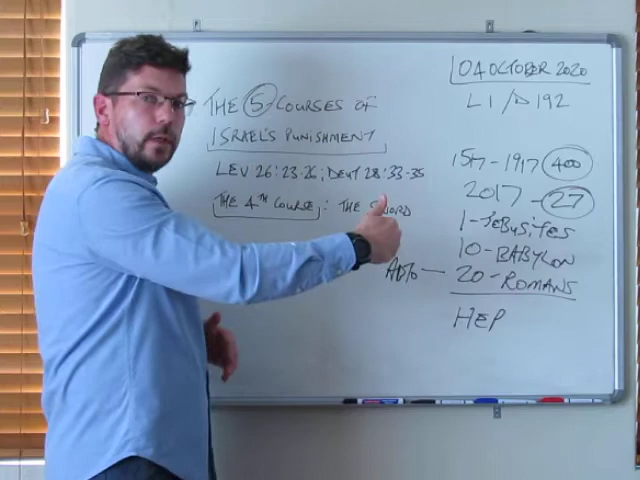 THE 5-COURSES OF
ISRAEL'S PUNISHMENT
LEV 26:23-26; DEUT 28:33-35
THE 4TH COURSE: THE SWORD
04 OCTOBER 2020
L1/D192
1517-1917 400
2017-27
1-JEBUSITES
10-BABYLON
AD70 — 20-ROMANS
HEP